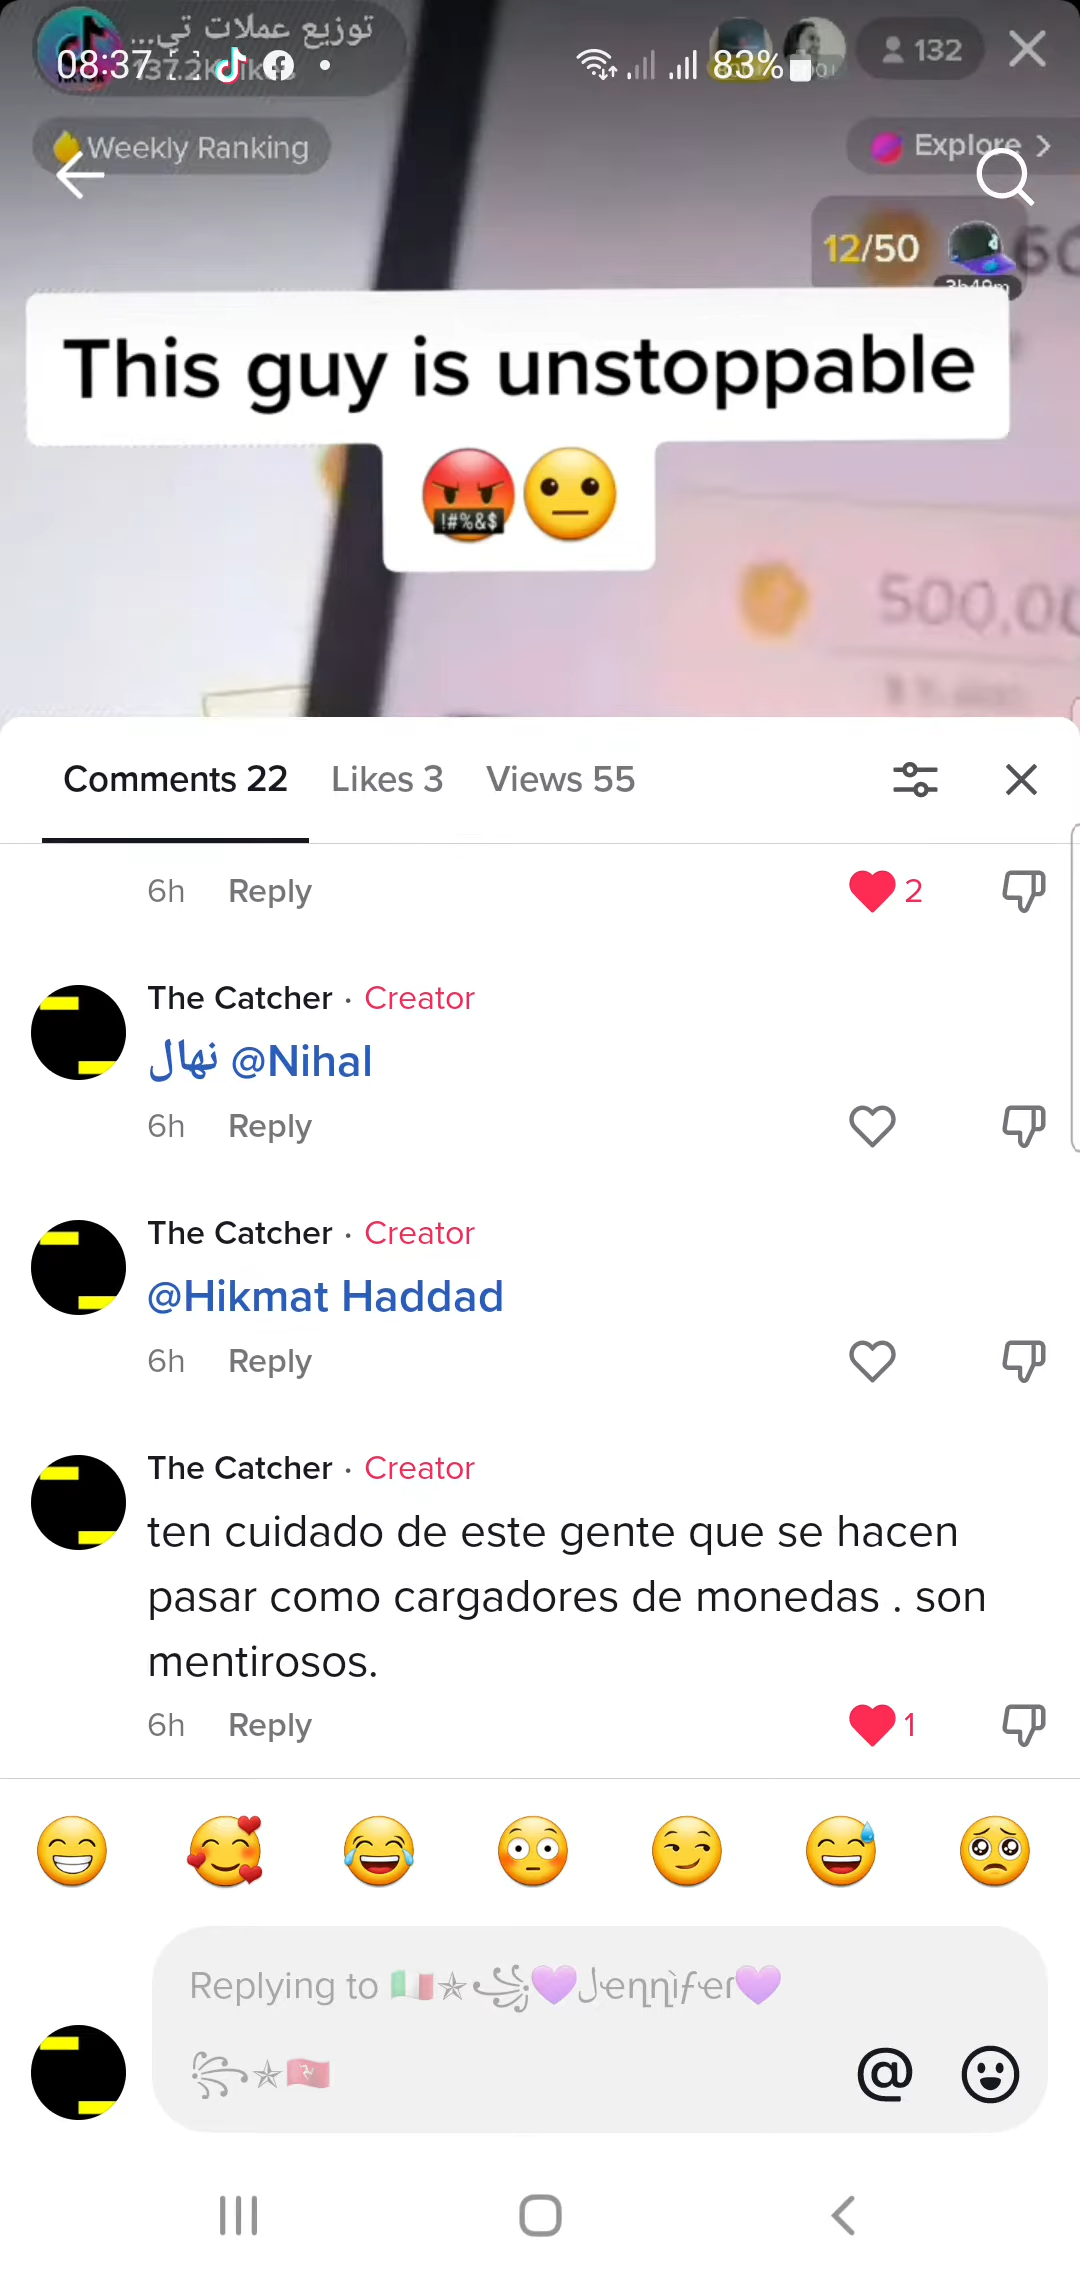 توزيع عملات تي...
08:37
83%
132
Weekly Ranking
Explore >
12/50
3h49m
This guy is unstoppable
🤬😐
!#%&$
Comments 22 Likes 3 Views 55
6h Reply 2
The Catcher · Creator
نهال @Nihal
6h Reply
The Catcher · Creator
@Hikmat Haddad
6h Reply
The Catcher · Creator
ten cuidado de este gente que se hacen
pasar como cargadores de monedas . son
mentirosos.
6h Reply 1
😁 🥰 😂 😳 😏 😅 🥺
Replying to 🇮🇹✯꧁💜Jҽղղìƒҽɾ💜
꧂✯🇮🇲